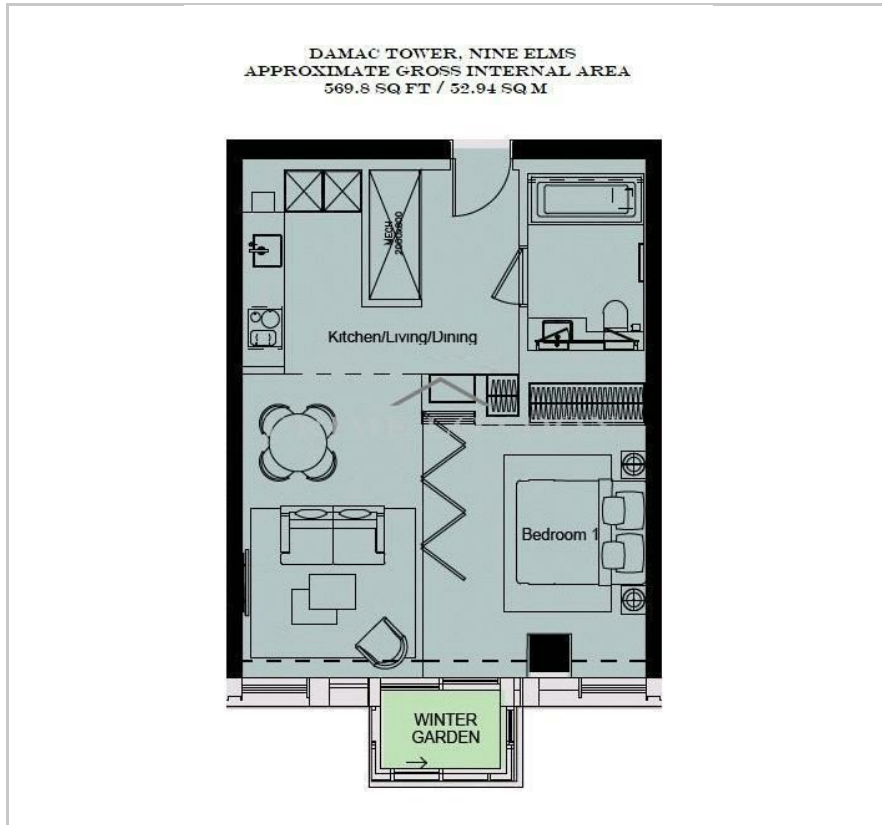 DAMAC TOWER, NINE ELMS
APPROXIMATE GROSS INTERNAL AREA
569.8 SQ FT / 52.94 SQ M
MECH
Kitchen/Living/Dining
Bedroom 1
WINTER
GARDEN